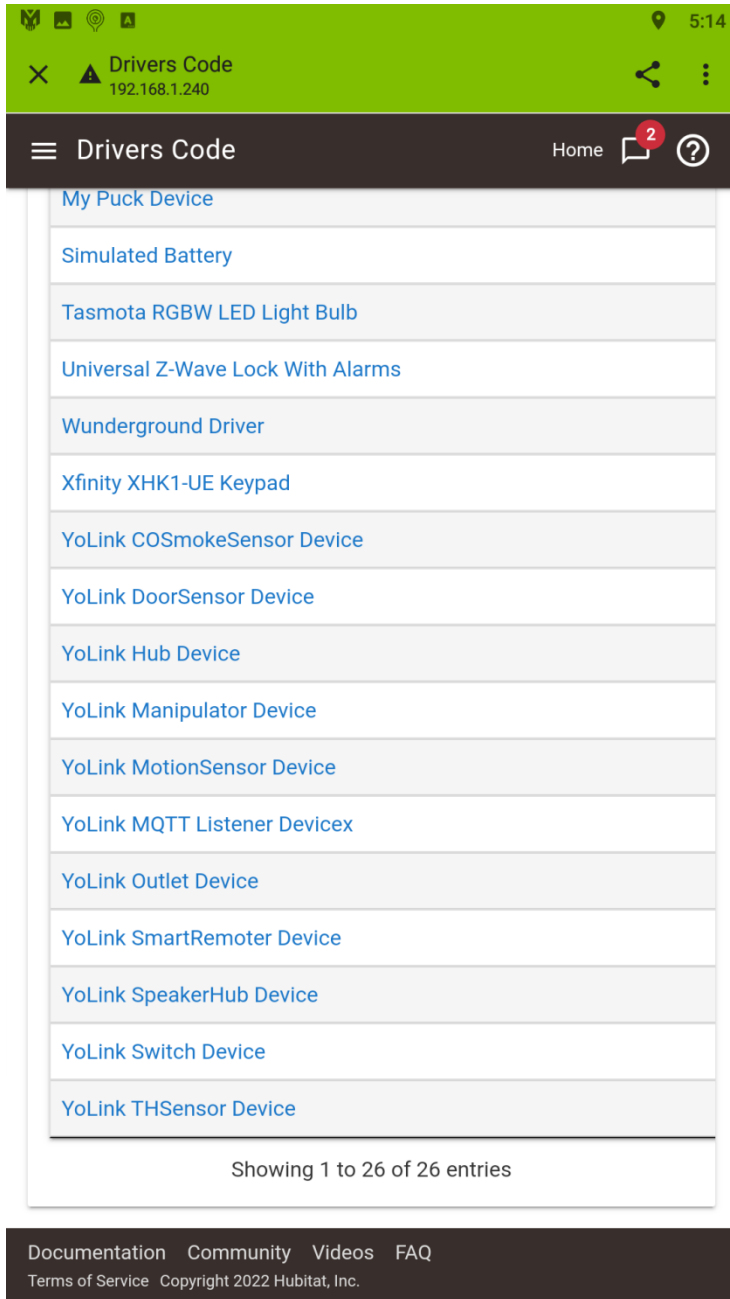 5:14
Drivers Code
192.168.1.240
Drivers Code
Home
2
My Puck Device
Simulated Battery
Tasmota RGBW LED Light Bulb
Universal Z-Wave Lock With Alarms
Wunderground Driver
Xfinity XHK1-UE Keypad
YoLink COSmokeSensor Device
YoLink DoorSensor Device
YoLink Hub Device
YoLink Manipulator Device
YoLink MotionSensor Device
YoLink MQTT Listener Devicex
YoLink Outlet Device
YoLink SmartRemoter Device
YoLink SpeakerHub Device
YoLink Switch Device
YoLink THSensor Device
Showing 1 to 26 of 26 entries
Documentation Community Videos FAQ
Terms of Service Copyright 2022 Hubitat, Inc.